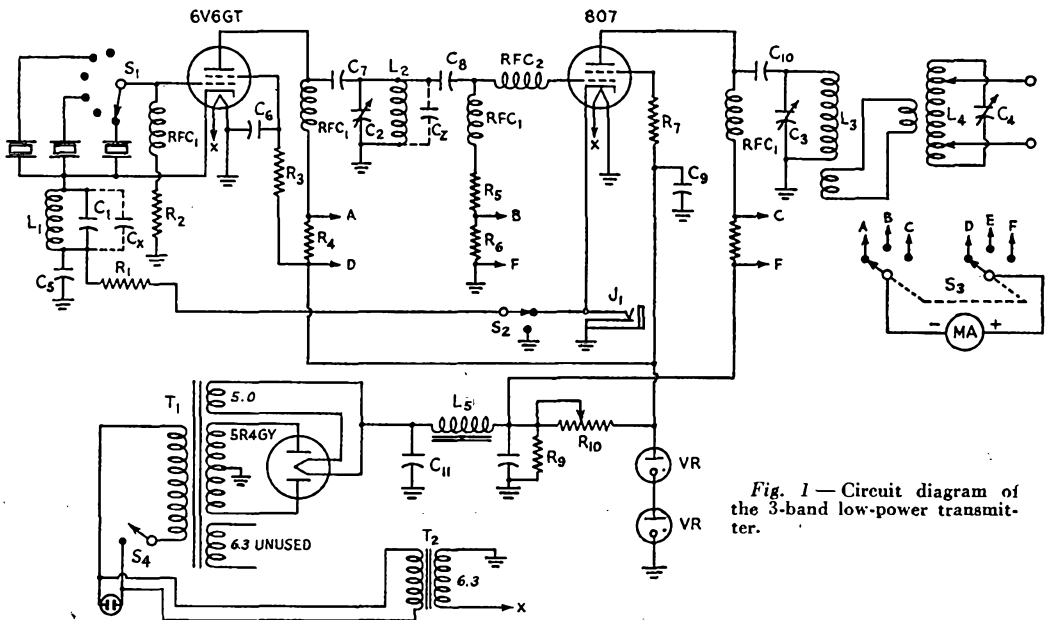 6V6GT
807
S1
RFC1
R2
L1
C1
CX
C5
R1
C6
R3
X
C7
RFC1
C2
L2
CZ
C8
RFC2
RFC1
R4
A
D
R5
B
R6
F
X
R7
C9
C10
RFC1
C3
L3
L4
C4
C
F
A
B
C
D
E
F
S3
- MA +
S2
J1
T1
5.0
5R4GY
6.3 UNUSED
S4
C11
L5
R9
R10
VR
VR
T2
6.3
X
Fig. 1 — Circuit diagram of
the 3-band low-power transmit-
ter.